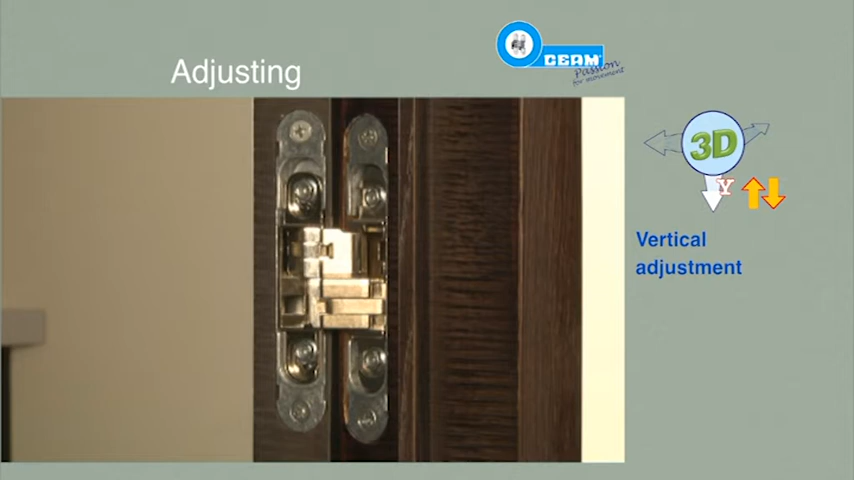 Adjusting
CEAM®
Passion
for movement
3D
Y
Vertical
adjustment